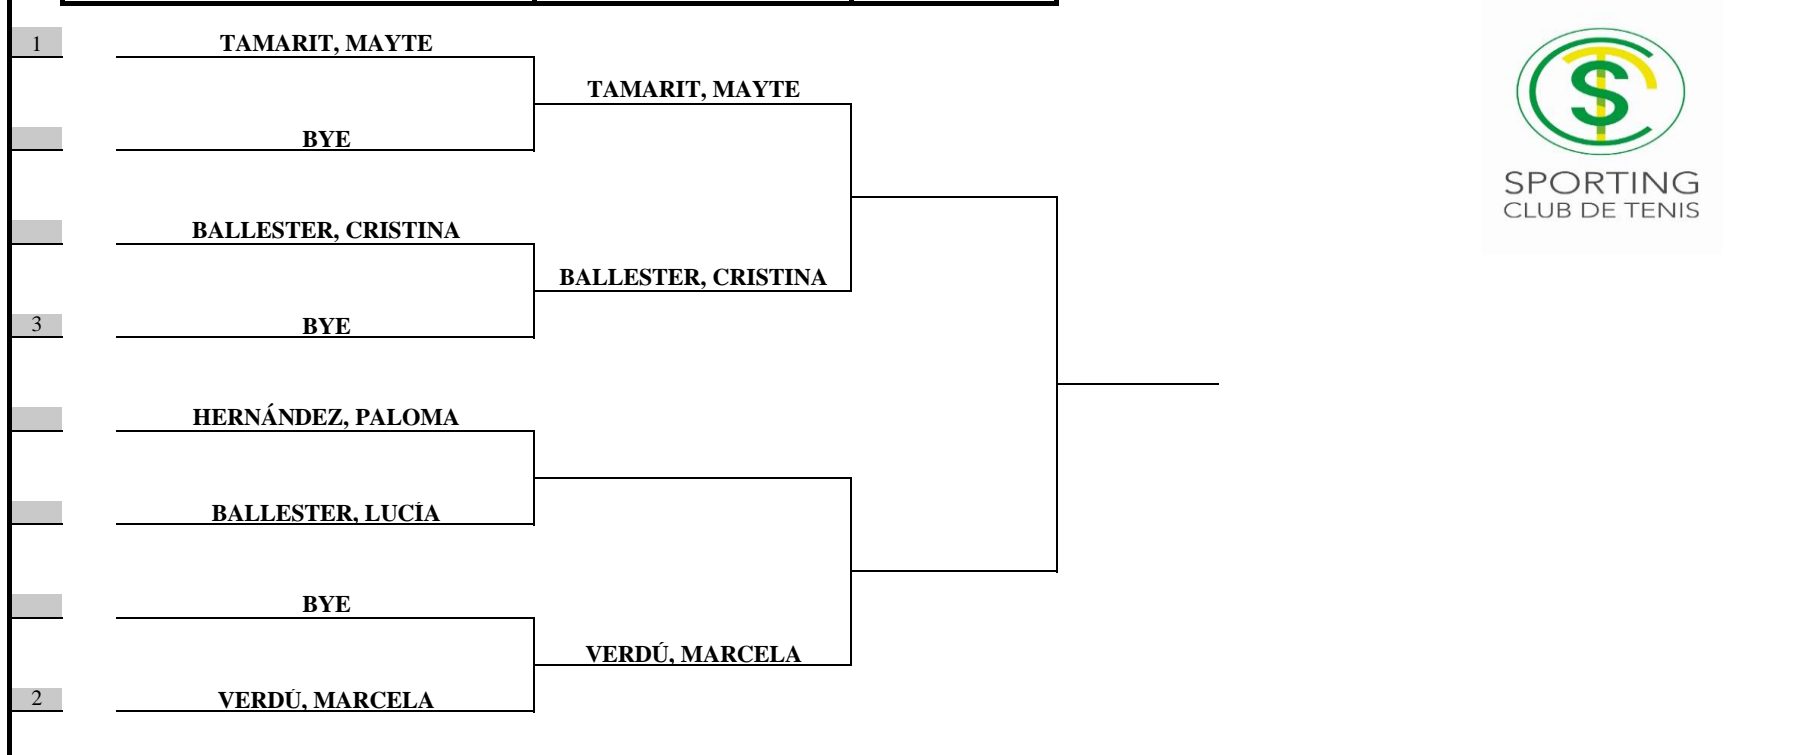 1
TAMARIT, MAYTE
TAMARIT, MAYTE
BYE
BALLESTER, CRISTINA
BALLESTER, CRISTINA
3
BYE
HERNÁNDEZ, PALOMA
BALLESTER, LUCÍA
BYE
VERDÚ, MARCELA
2
VERDÚ, MARCELA
SPORTING
CLUB DE TENIS